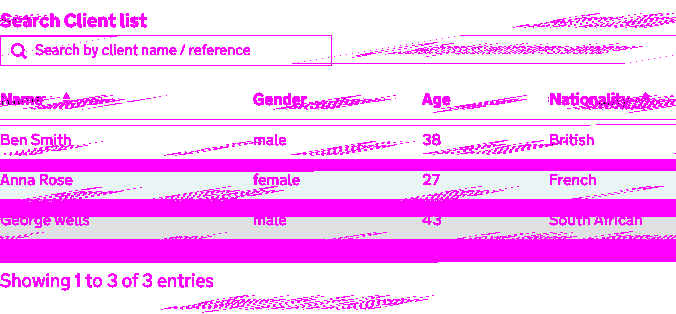 Search Client list
Search by client name / reference
Name Gender Age Nationality
Ben Smith male 38 British
Anna Rose female 27 French
George wells male 43 South African
Showing 1 to 3 of 3 entries